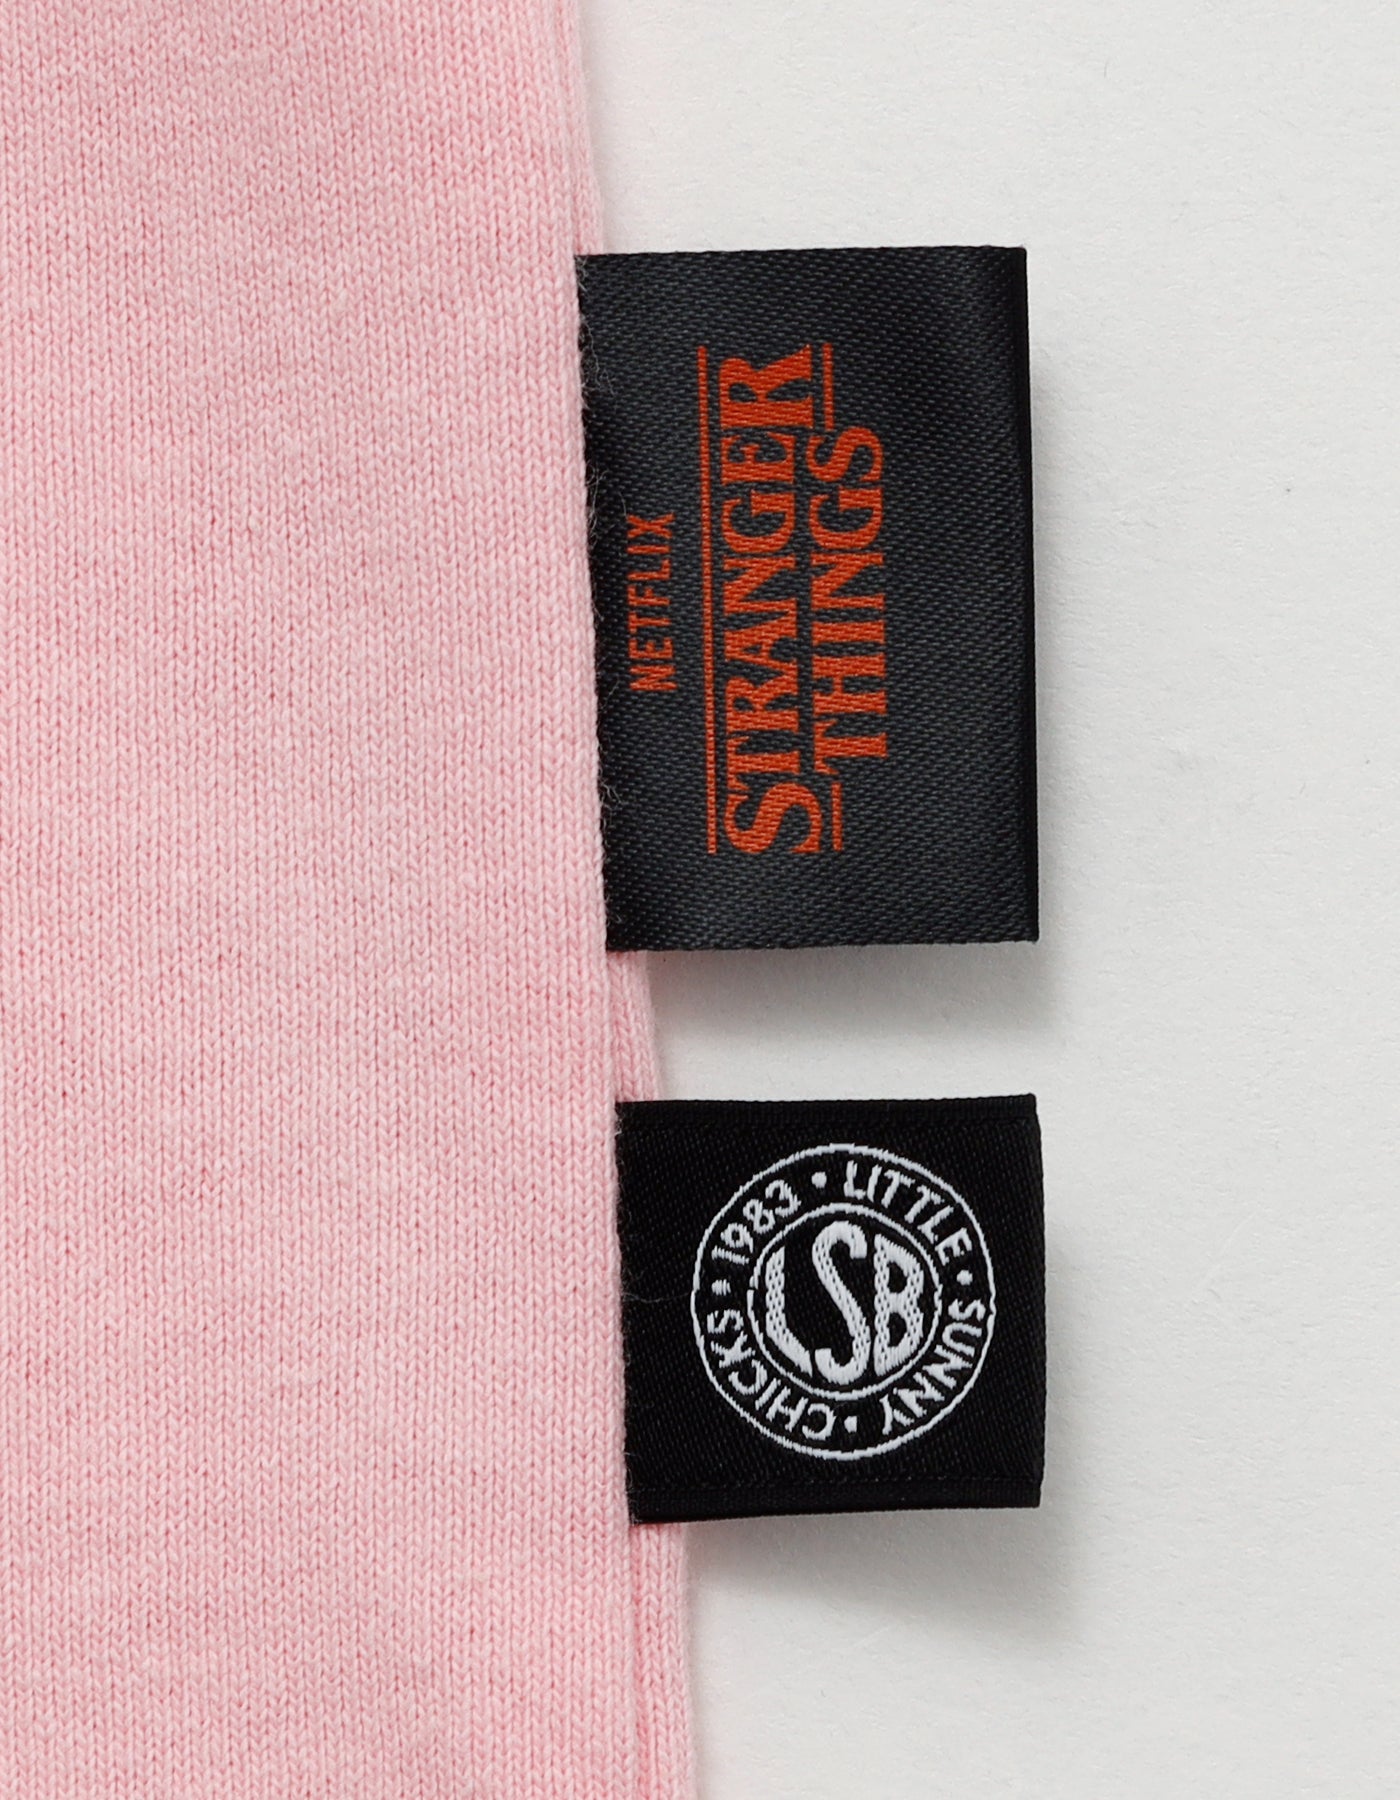 NETFLIX
STRANGER
THINGS
LITTLE • SUNNY • CHICKS • 1983 •
LSB